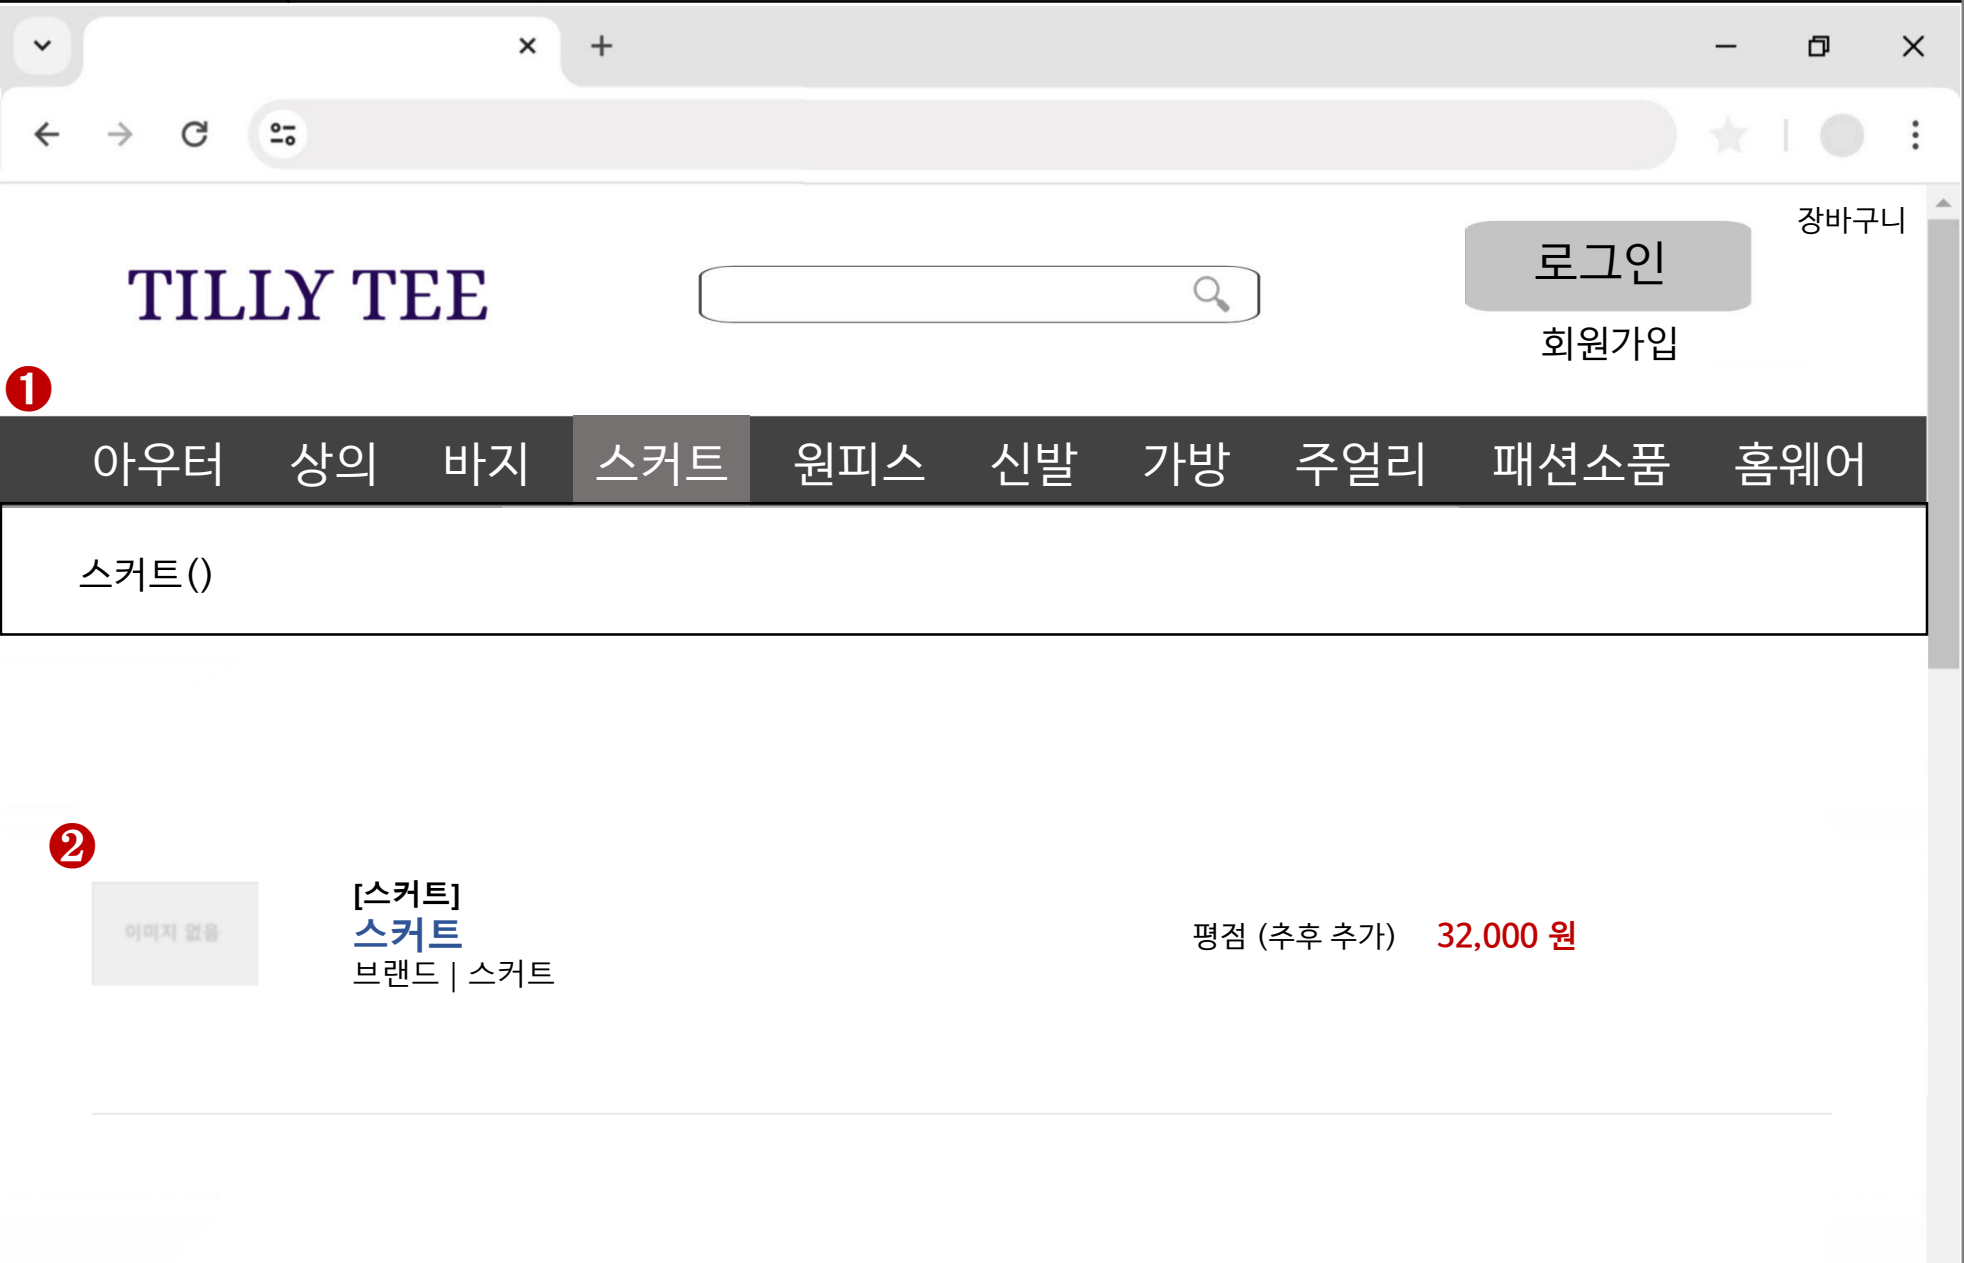 장바구니
로그인
TILLY TEE
회원가입
❶
아우터 상의 바지 스커트 원피스 신발 가방 주얼리 패션소품 홈웨어
스커트()
❷
이미지 없음
[스커트]
스커트
브랜드 | 스커트
평점 (추후 추가) 32,000 원